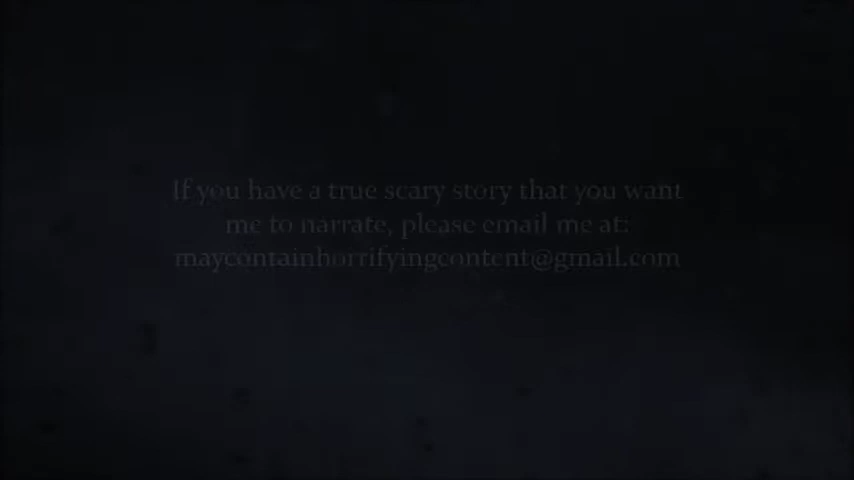 If you have a true scary story that you want
me to narrate, please email me at:
maycontainhorrifyingcontent@gmail.com